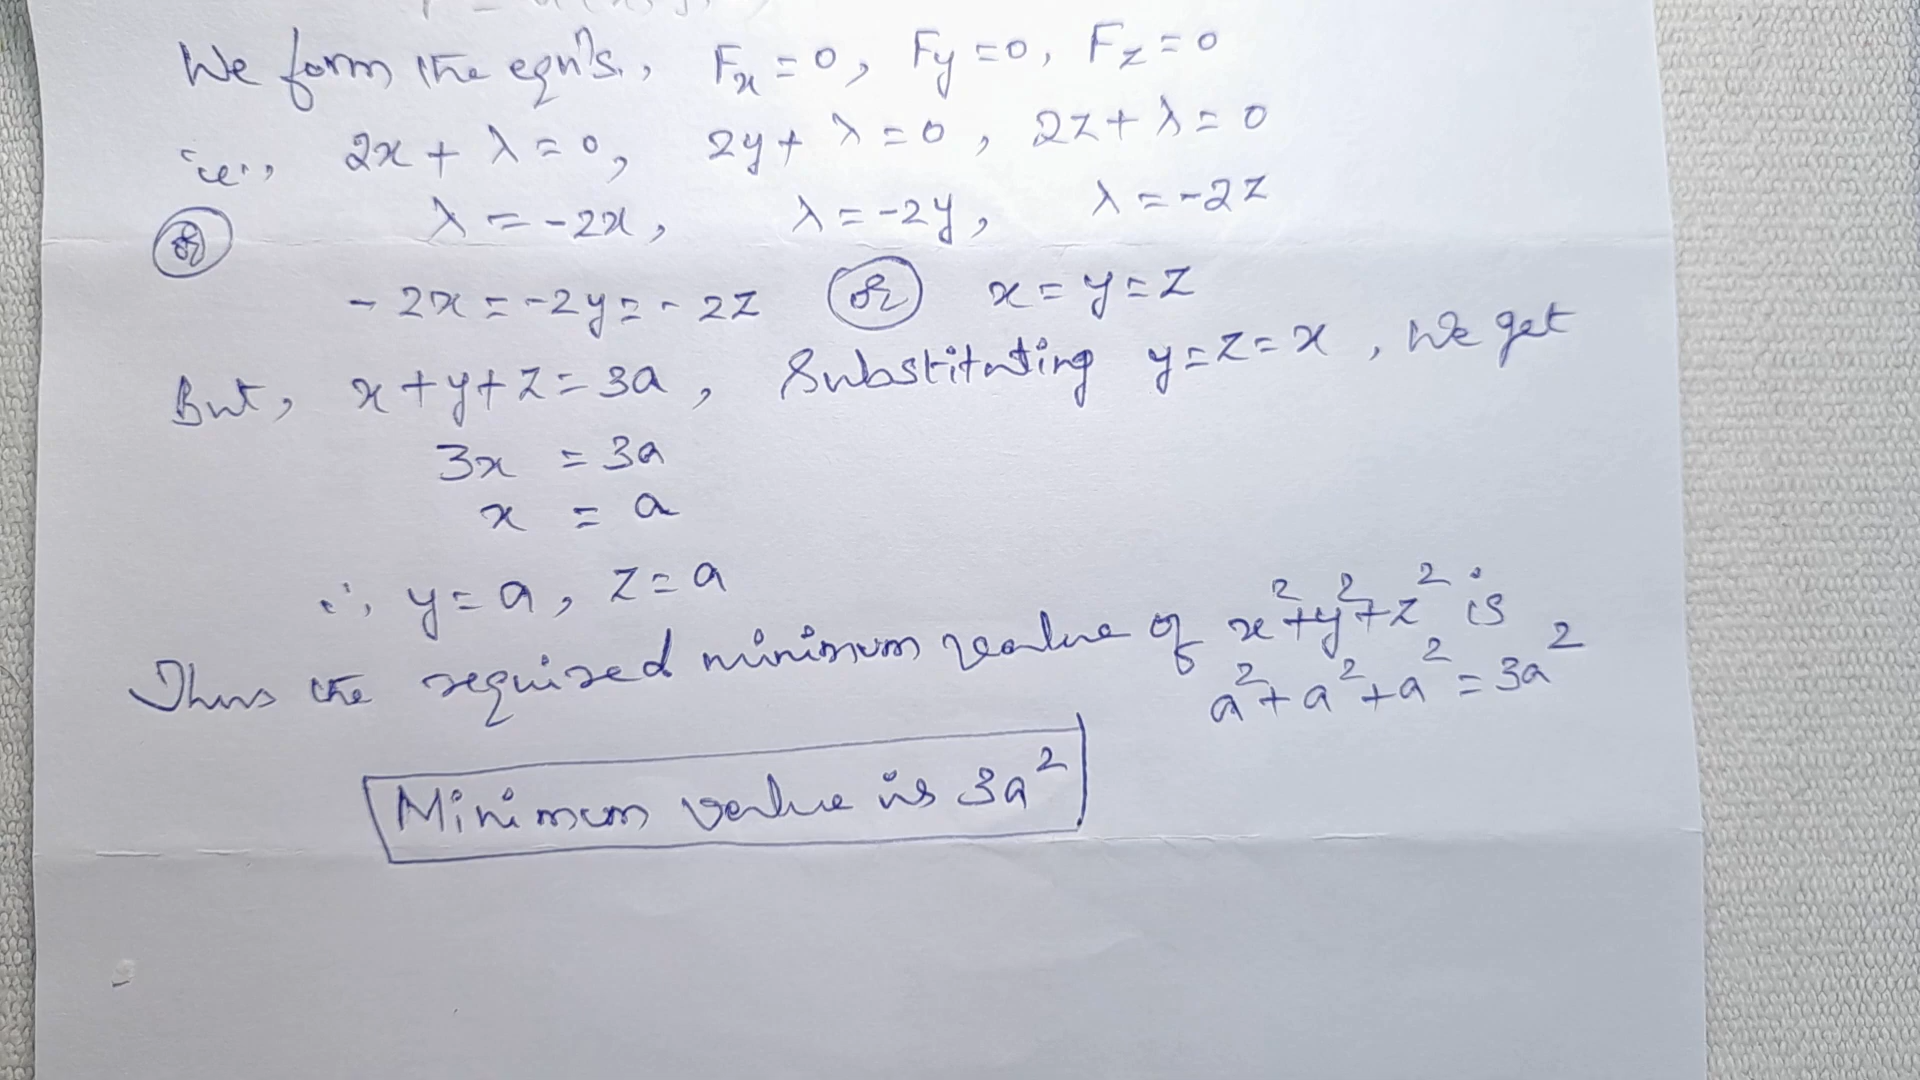 We form the eqn's., Fx = 0, Fy = 0, Fz = 0
ie., 2x + λ = 0, 2y + λ = 0, 2z + λ = 0
or λ = -2x, λ = -2y, λ = -2z
-2x = -2y = -2z or x = y = z
But, x + y + z = 3a, Substituting y = z = x, we get
3x = 3a
x = a
∴, y = a, z = a
Thus the required minimum value of x² + y² + z² is
a² + a² + a² = 3a²
Minimum value is 3a²